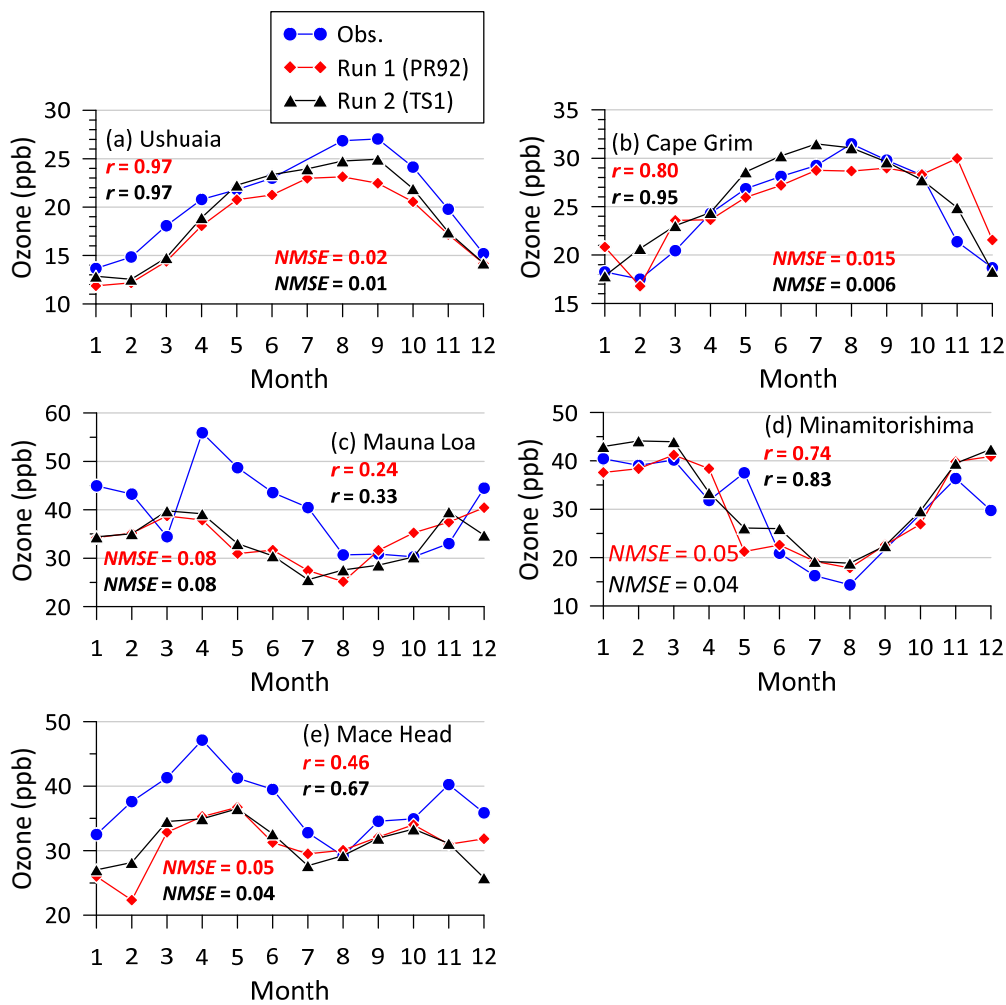 Obs.
Run 1 (PR92)
Run 2 (TS1)
Ozone (ppb)
30
25
20
15
10
(a) Ushuaia
r = 0.97
r = 0.97
NMSE = 0.02
NMSE = 0.01
1 2 3 4 5 6 7 8 9 10 11 12
Month
Ozone (ppb)
35
30
25
20
15
(b) Cape Grim
r = 0.80
r = 0.95
NMSE = 0.015
NMSE = 0.006
1 2 3 4 5 6 7 8 9 10 11 12
Month
Ozone (ppb)
60
50
40
30
20
(c) Mauna Loa
r = 0.24
r = 0.33
NMSE = 0.08
NMSE = 0.08
1 2 3 4 5 6 7 8 9 10 11 12
Month
Ozone (ppb)
50
40
30
20
10
(d) Minamitorishima
r = 0.74
r = 0.83
NMSE = 0.05
NMSE = 0.04
1 2 3 4 5 6 7 8 9 10 11 12
Month
Ozone (ppb)
50
40
30
20
(e) Mace Head
r = 0.46
r = 0.67
NMSE = 0.05
NMSE = 0.04
1 2 3 4 5 6 7 8 9 10 11 12
Month